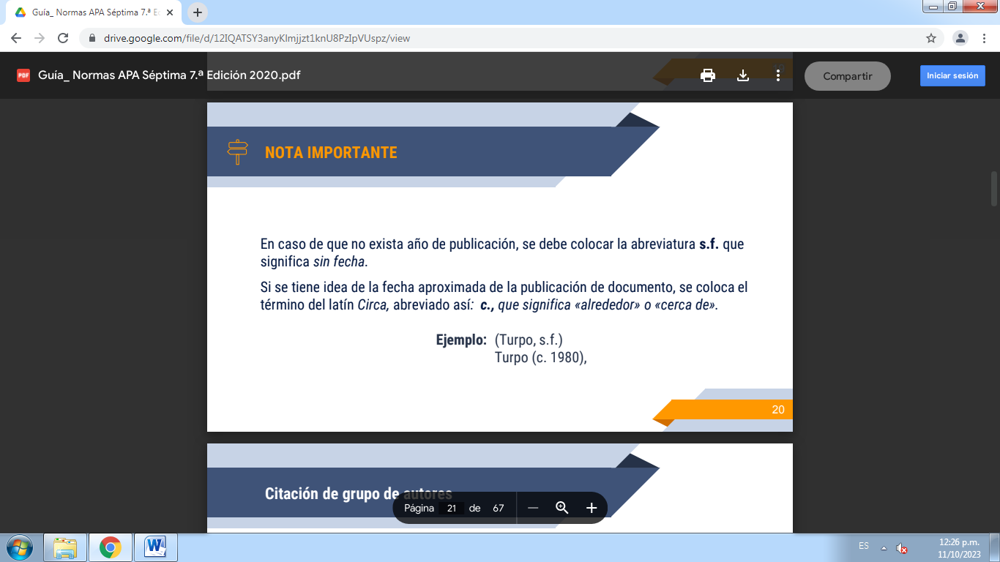 Guía_ Normas APA Séptima 7.ª Ed
drive.google.com/file/d/12IQATSY3anyKlmjjzt1knU8PzIpVUspz/view
PDF Guía_ Normas APA Séptima 7.ª Edición 2020.pdf
Compartir
Iniciar sesión
NOTA IMPORTANTE
En caso de que no exista año de publicación, se debe colocar la abreviatura s.f. que
significa sin fecha.
Si se tiene idea de la fecha aproximada de la publicación de documento, se coloca el
término del latín Circa, abreviado así: c., que significa «alrededor» o «cerca de».
Ejemplo: (Turpo, s.f.)
Turpo (c. 1980),
20
Citación de grupo de autores
Página 21 de 67
ES
12:26 p.m.
11/10/2023